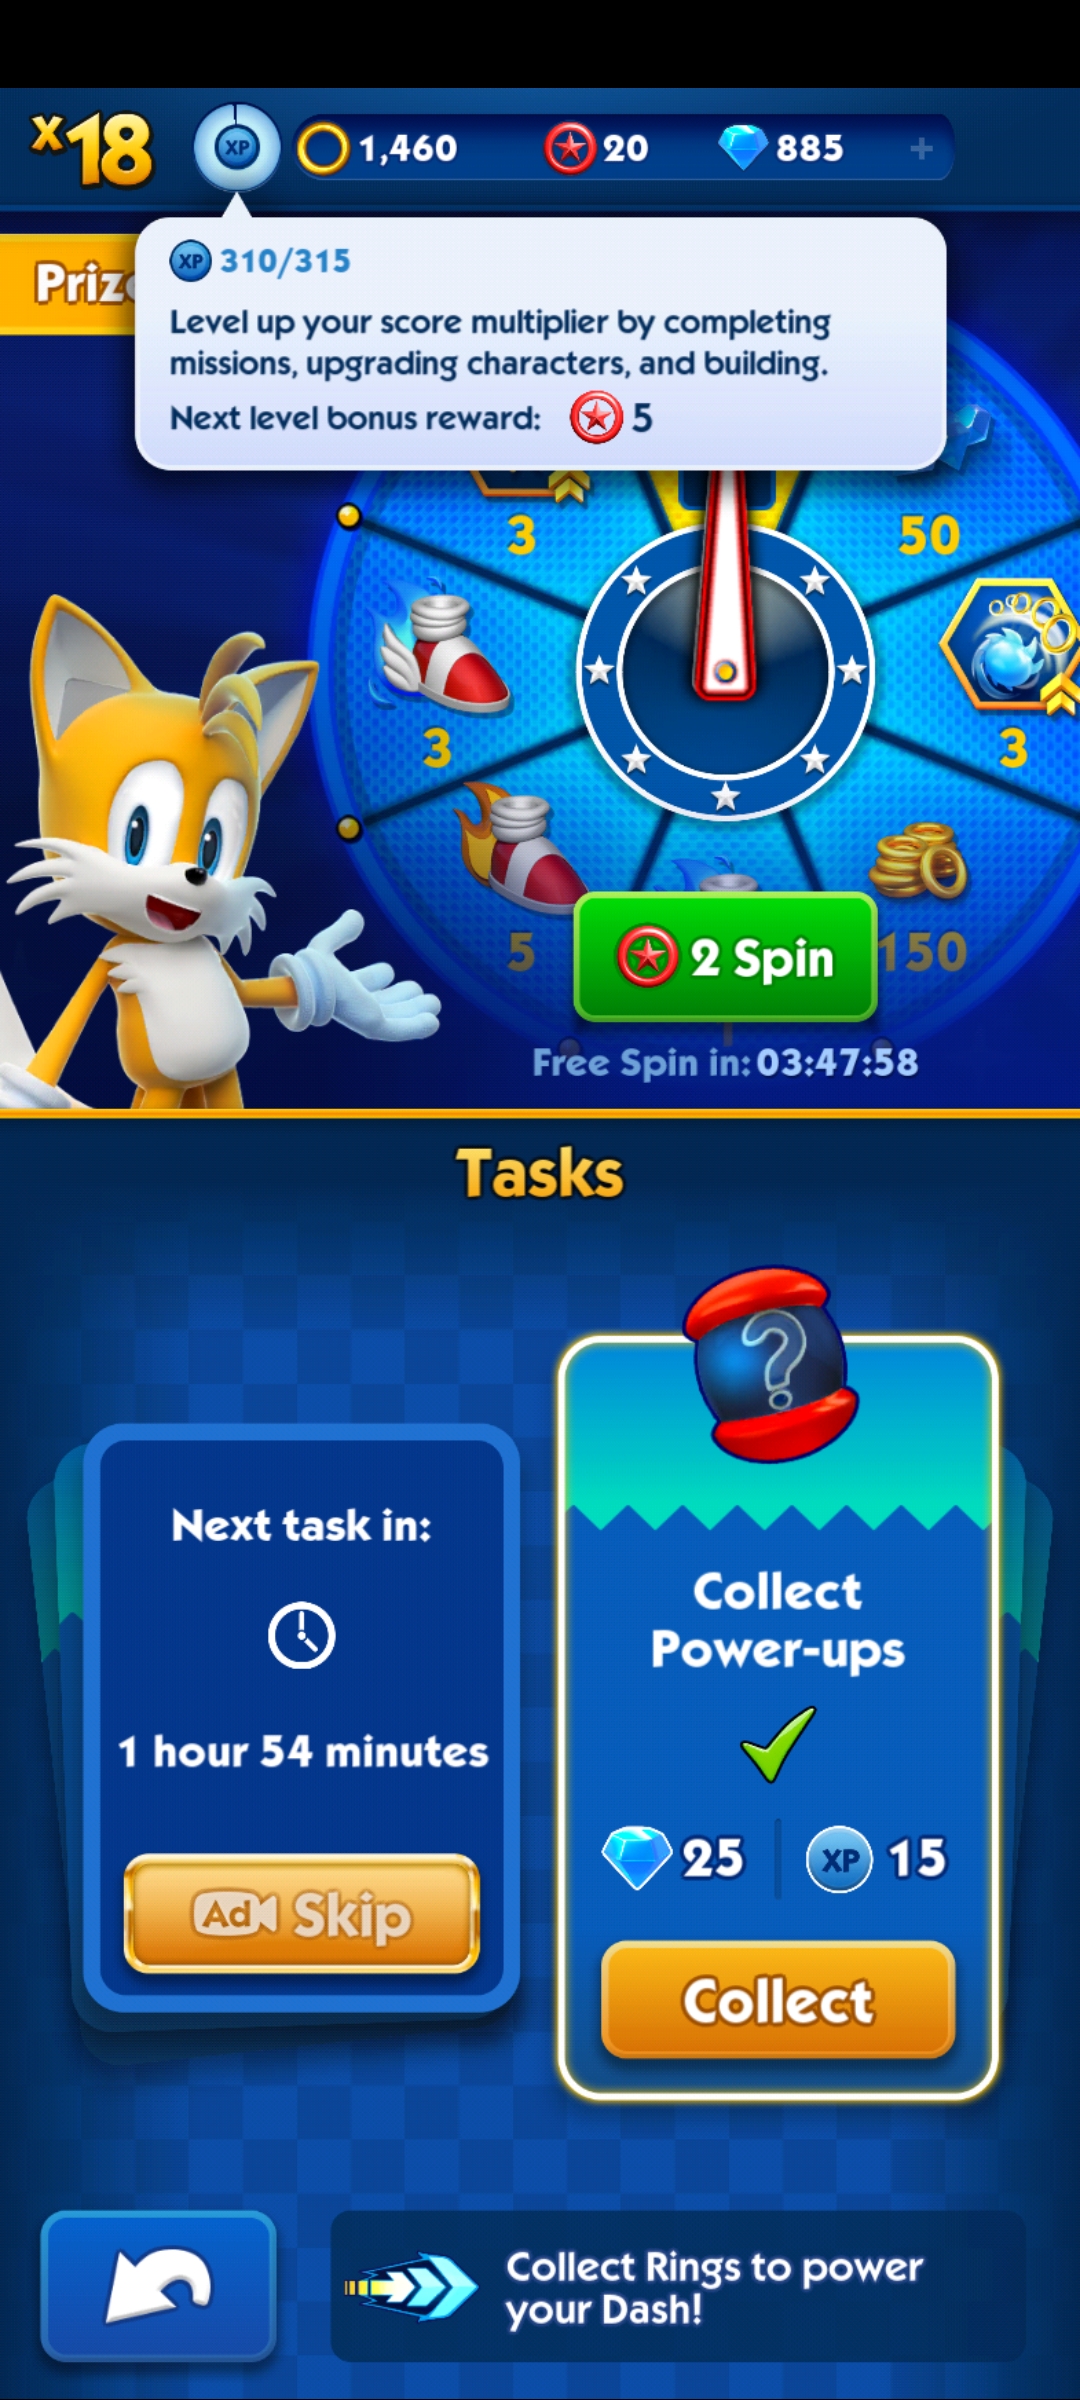 x18
XP
1,460
20
885
+
XP 310/315
Level up your score multiplier by completing
missions, upgrading characters, and building.
Next level bonus reward: 5
3
50
3
3
5
2 Spin
150
Free Spin in: 03:47:58
Tasks
?
Next task in:
1 hour 54 minutes
Ad Skip
Collect
Power-ups
25
XP 15
Collect
Collect Rings to power
your Dash!